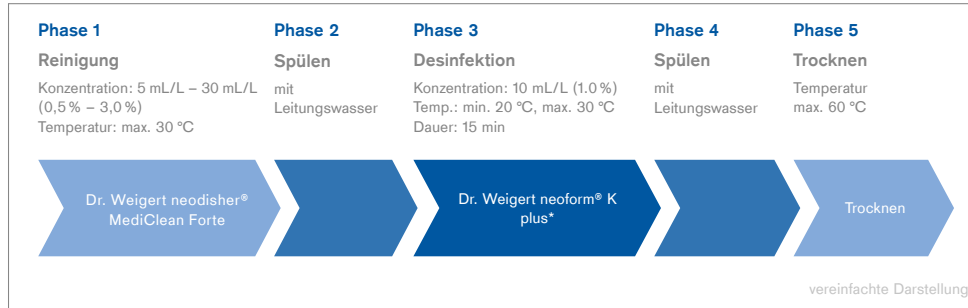 Phase 1
Reinigung
Konzentration: 5 mL/L – 30 mL/L
(0,5 % – 3,0 %)
Temperatur: max. 30 °C
Phase 2
Spülen
mit
Leitungswasser
Phase 3
Desinfektion
Konzentration: 10 mL/L (1.0 %)
Temp.: min. 20 °C, max. 30 °C
Dauer: 15 min
Phase 4
Spülen
mit
Leitungswasser
Phase 5
Trocknen
Temperatur
max. 60 °C
Dr. Weigert neodisher®
MediClean Forte
Dr. Weigert neoform® K
plus*
Trocknen
vereinfachte Darstellung